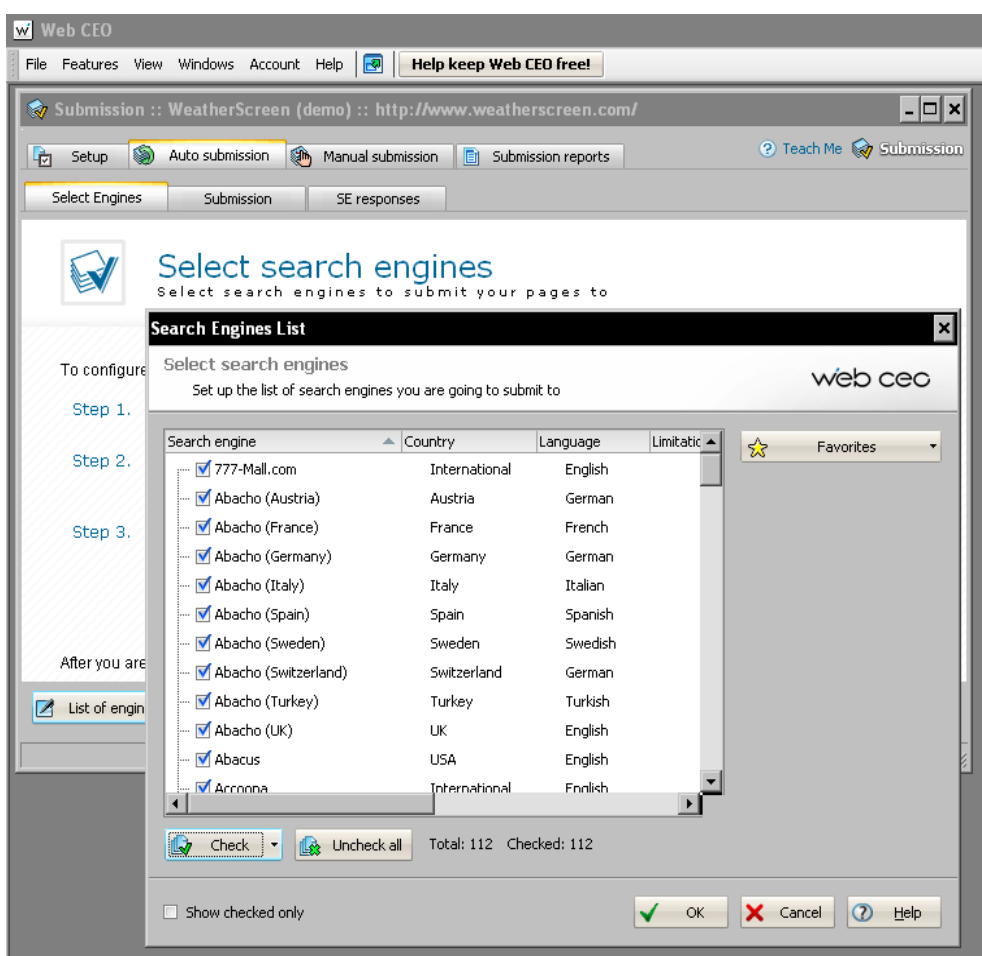 Web CEO
File Features View Windows Account Help Help keep Web CEO free!
Submission :: WeatherScreen (demo) :: http://www.weatherscreen.com/
Setup Auto submission Manual submission Submission reports Teach Me Submission
Select Engines Submission SE responses
Select search engines
Select search engines to submit your pages to
Search Engines List
Select search engines
Set up the list of search engines you are going to submit to
web ceo
To configure
Step 1.
Step 2.
Step 3.
After you are
List of engin
Search engine Country Language Limitatic
Favorites
777-Mall.com International English
Abacho (Austria) Austria German
Abacho (France) France French
Abacho (Germany) Germany German
Abacho (Italy) Italy Italian
Abacho (Spain) Spain Spanish
Abacho (Sweden) Sweden Swedish
Abacho (Switzerland) Switzerland German
Abacho (Turkey) Turkey Turkish
Abacho (UK) UK English
Abacus USA English
Accoona International English
Check Uncheck all Total: 112 Checked: 112
Show checked only OK Cancel Help